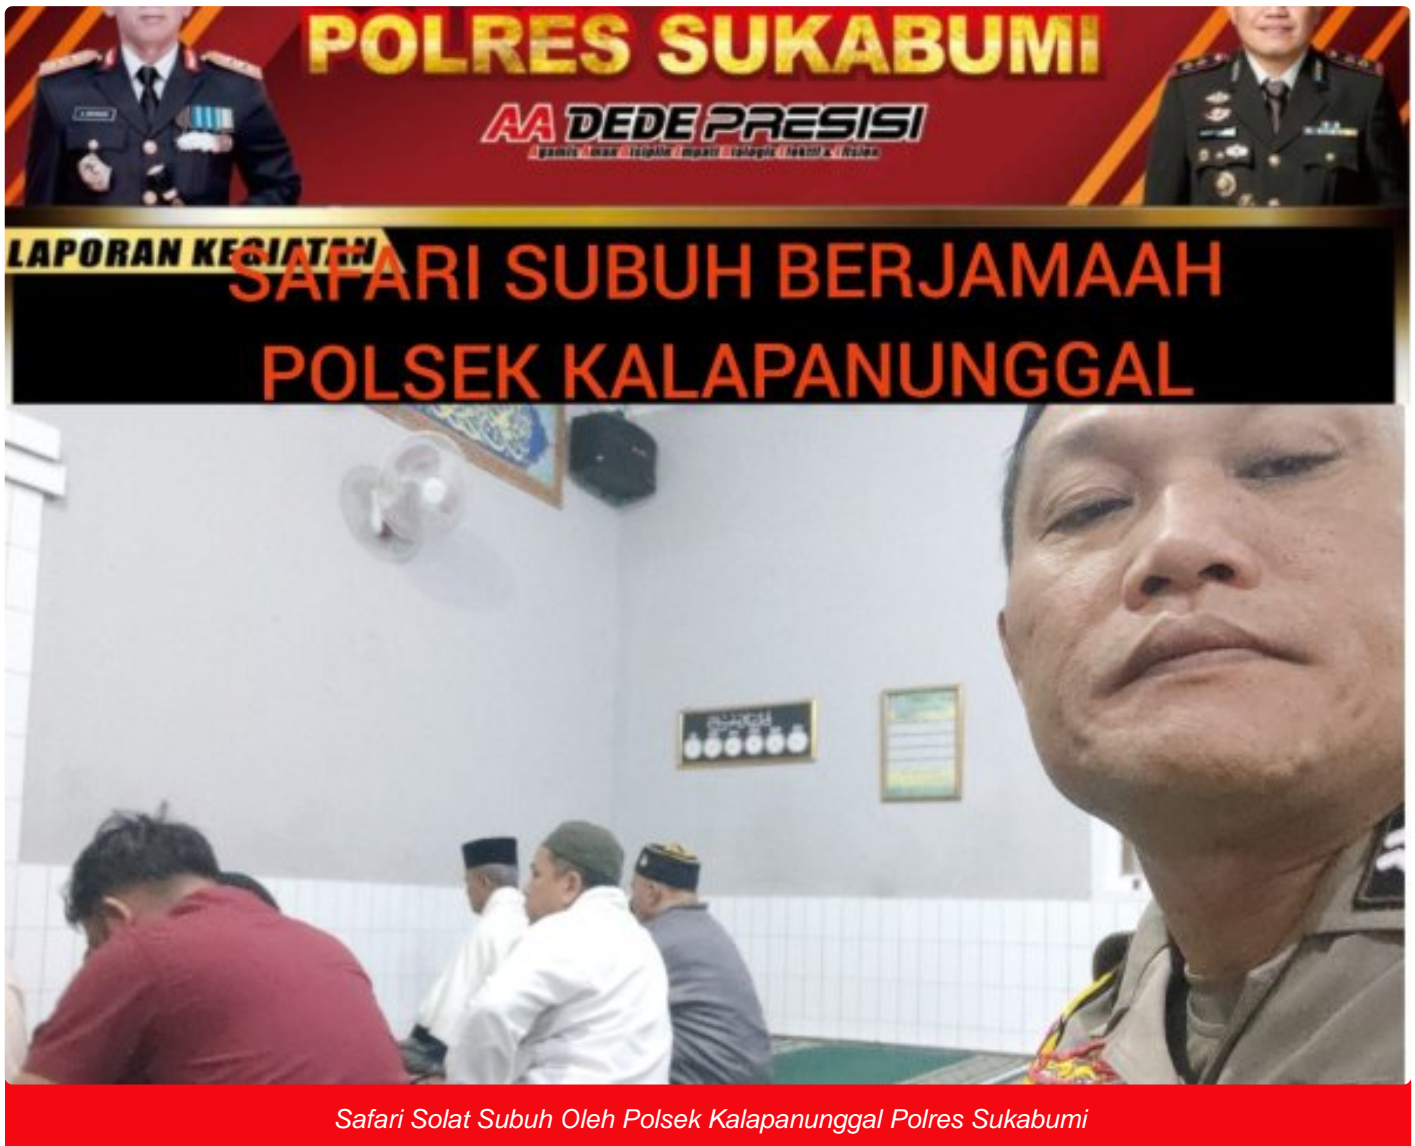 POLRES SUKABUMI
AA DEDE PRESISI
LAPORAN KEGIATAN
SAFARI SUBUH BERJAMAAH
POLSEK KALAPANUNGGAL
Safari Solat Subuh Oleh Polsek Kalapanunggal Polres Sukabumi